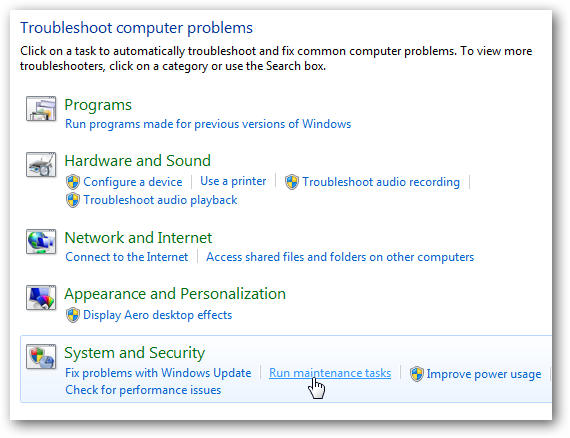 Troubleshoot computer problems
Click on a task to automatically troubleshoot and fix common computer problems. To view more
troubleshooters, click on a category or use the Search box.
Programs
Run programs made for previous versions of Windows
Hardware and Sound
Configure a device Use a printer Troubleshoot audio recording
Troubleshoot audio playback
Network and Internet
Connect to the Internet Access shared files and folders on other computers
Appearance and Personalization
Display Aero desktop effects
System and Security
Fix problems with Windows Update Run maintenance tasks Improve power usage
Check for performance issues